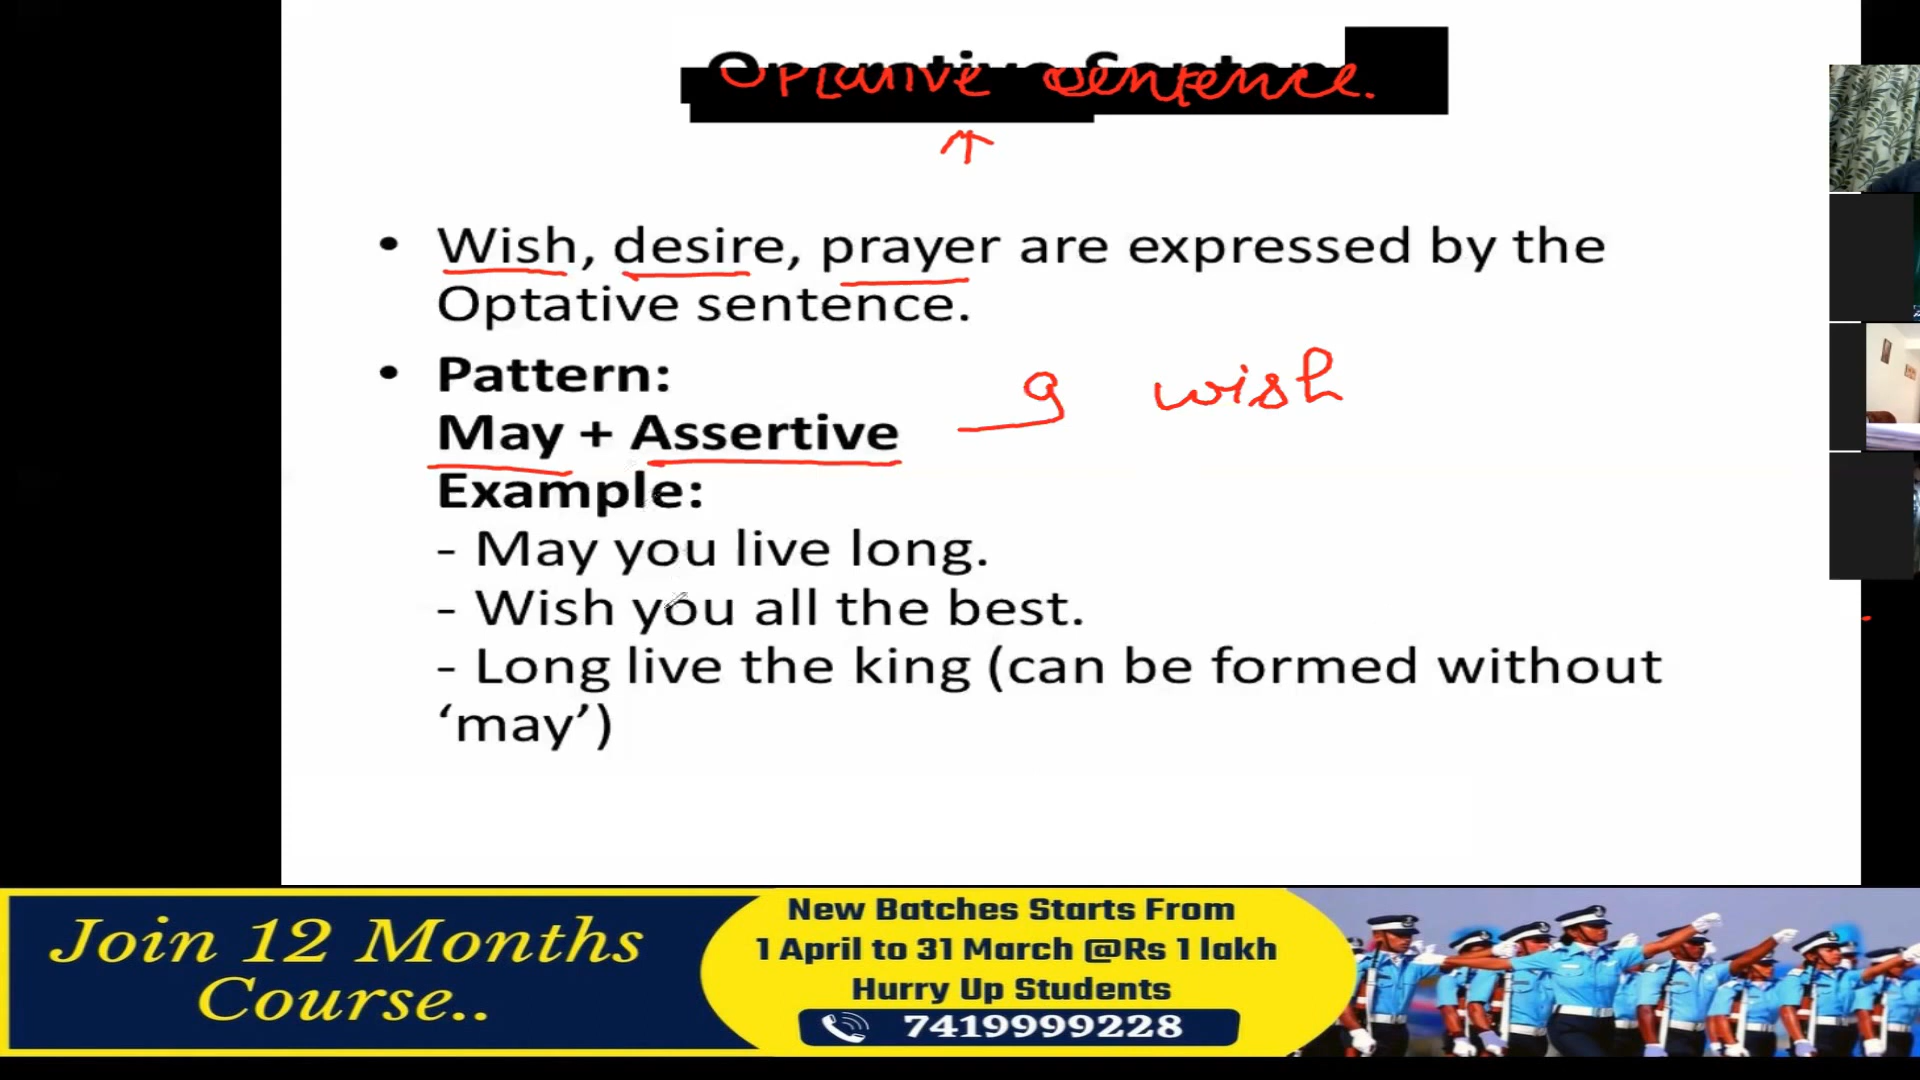 Optative sentence.
• Wish, desire, prayer are expressed by the
Optative sentence.
• Pattern:
wish
May + Assertive
Example:
- May you live long.
- Wish you all the best.
- Long live the king (can be formed without
‘may’)
Join 12 Months
Course..
New Batches Starts From
1 April to 31 March @Rs 1 lakh
Hurry Up Students
7419999228